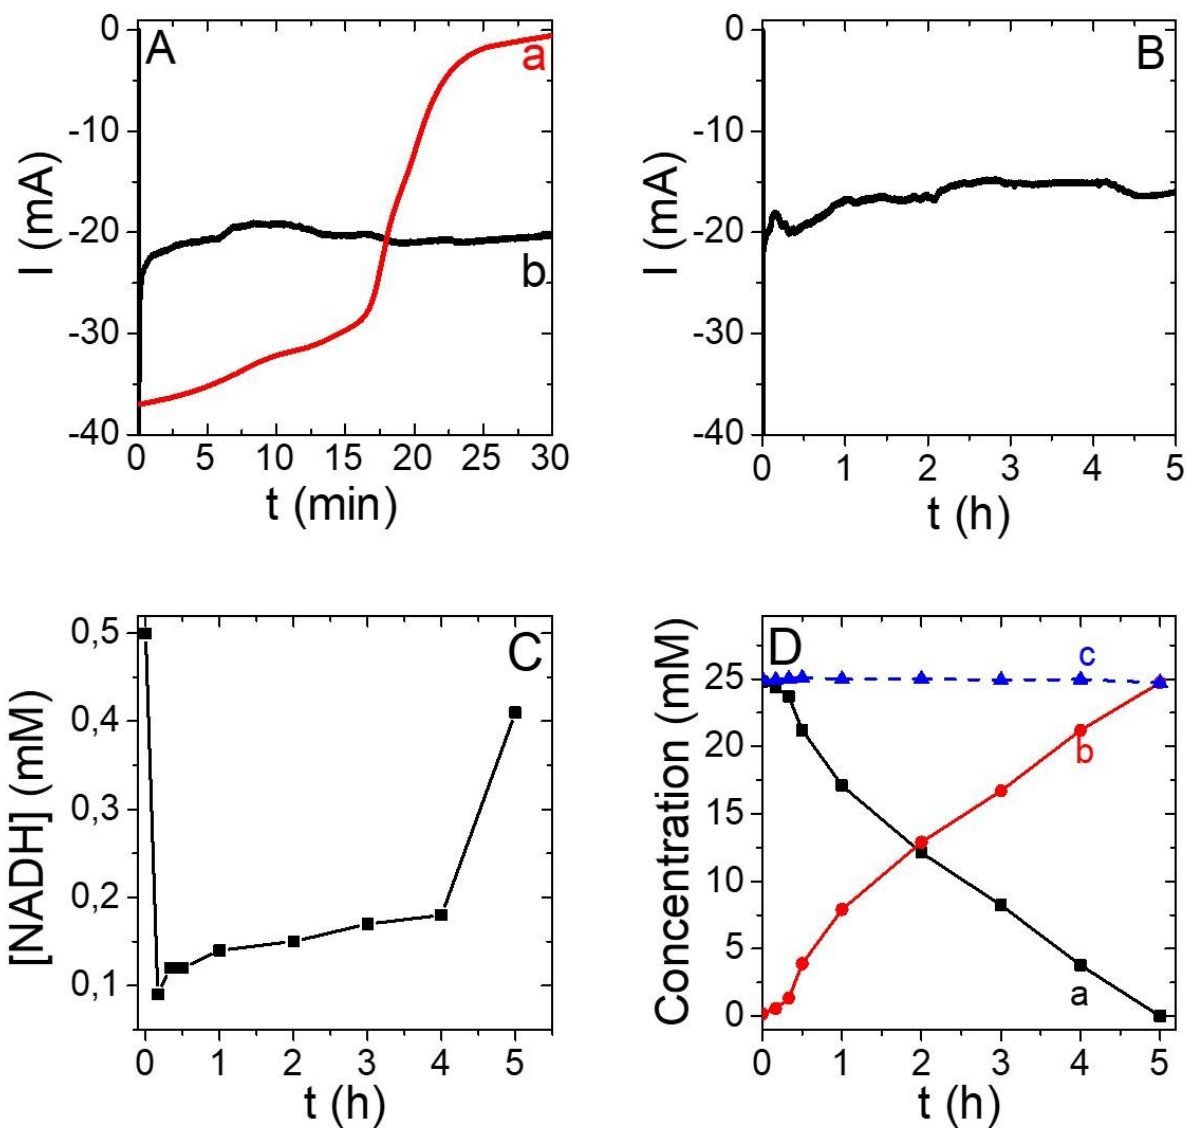 A
a
b
0
-10
-20
-30
-40
I (mA)
0 5 10 15 20 25 30
t (min)
B
0
-10
-20
-30
-40
I (mA)
0 1 2 3 4 5
t (h)
C
0,5
0,4
0,3
0,2
0,1
[NADH] (mM)
0 1 2 3 4 5
t (h)
D
c
b
a
25
20
15
10
5
0
Concentration (mM)
0 1 2 3 4 5
t (h)